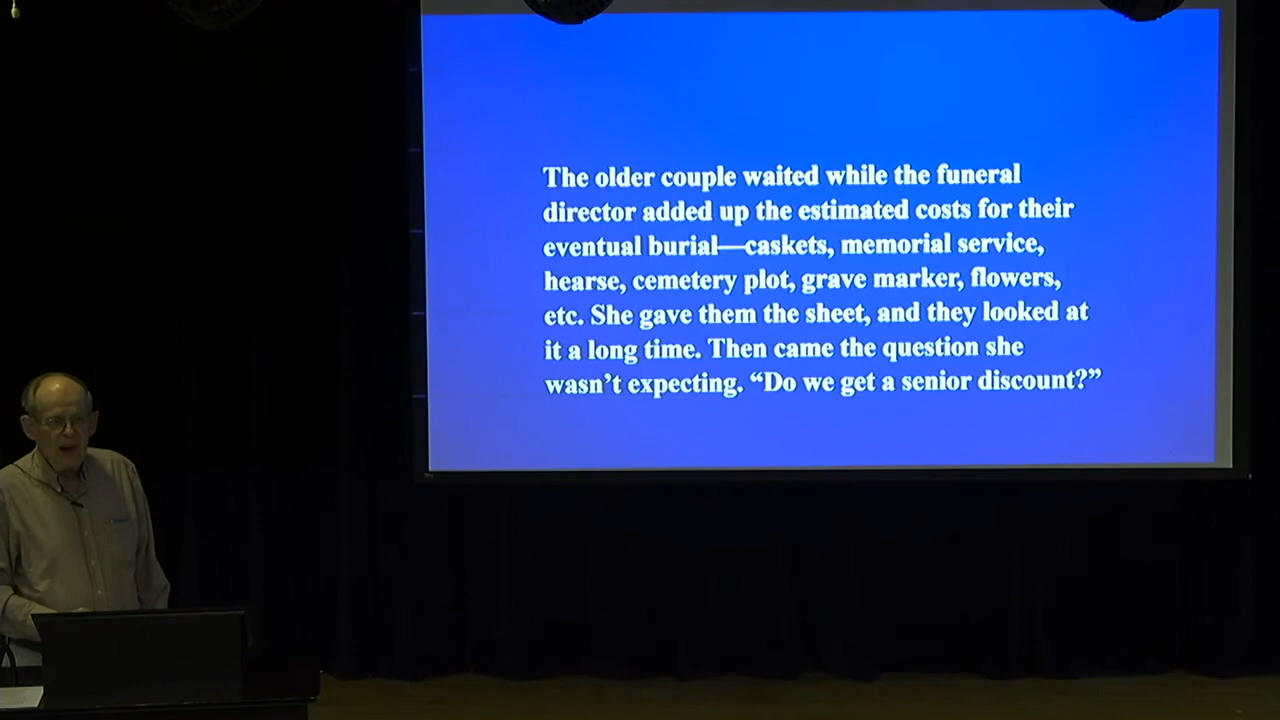 The older couple waited while the funeral
director added up the estimated costs for their
eventual burial—caskets, memorial service,
hearse, cemetery plot, grave marker, flowers,
etc. She gave them the sheet, and they looked at
it a long time. Then came the question she
wasn’t expecting. “Do we get a senior discount?”